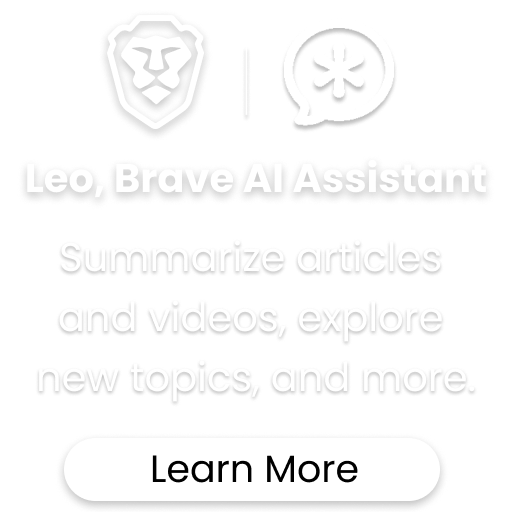 Leo, Brave AI Assistant
Summarize articles
and videos, explore
new topics, and more.
Learn More